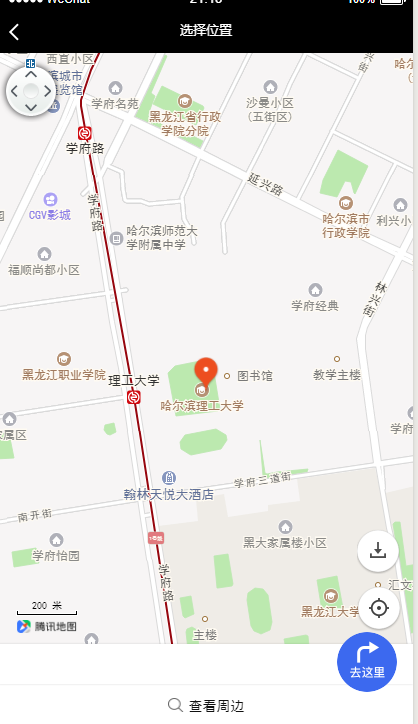 WeChat
21:18
100%
选择位置
西直小区
滨城市
览馆
学府名苑
黑龙江省行政
学院分院
沙曼小区
(五街区)
街
学府路
延兴路
CGV影城
学府路
哈尔滨师范大
学附属中学
哈尔滨市
行政学院
利兴小
福顺尚都小区
林兴街
学府经典
黑龙江职业学院
理工大学
图书馆
教学主楼
哈尔滨理工大学
家属区
学府
翰林天悦大酒店
学府三道街
南开街
1号线
学府怡园
黑大家属楼小区
学府路
汇文
黑龙江大学
200 米
主楼
腾讯地图
去这里
查看周边